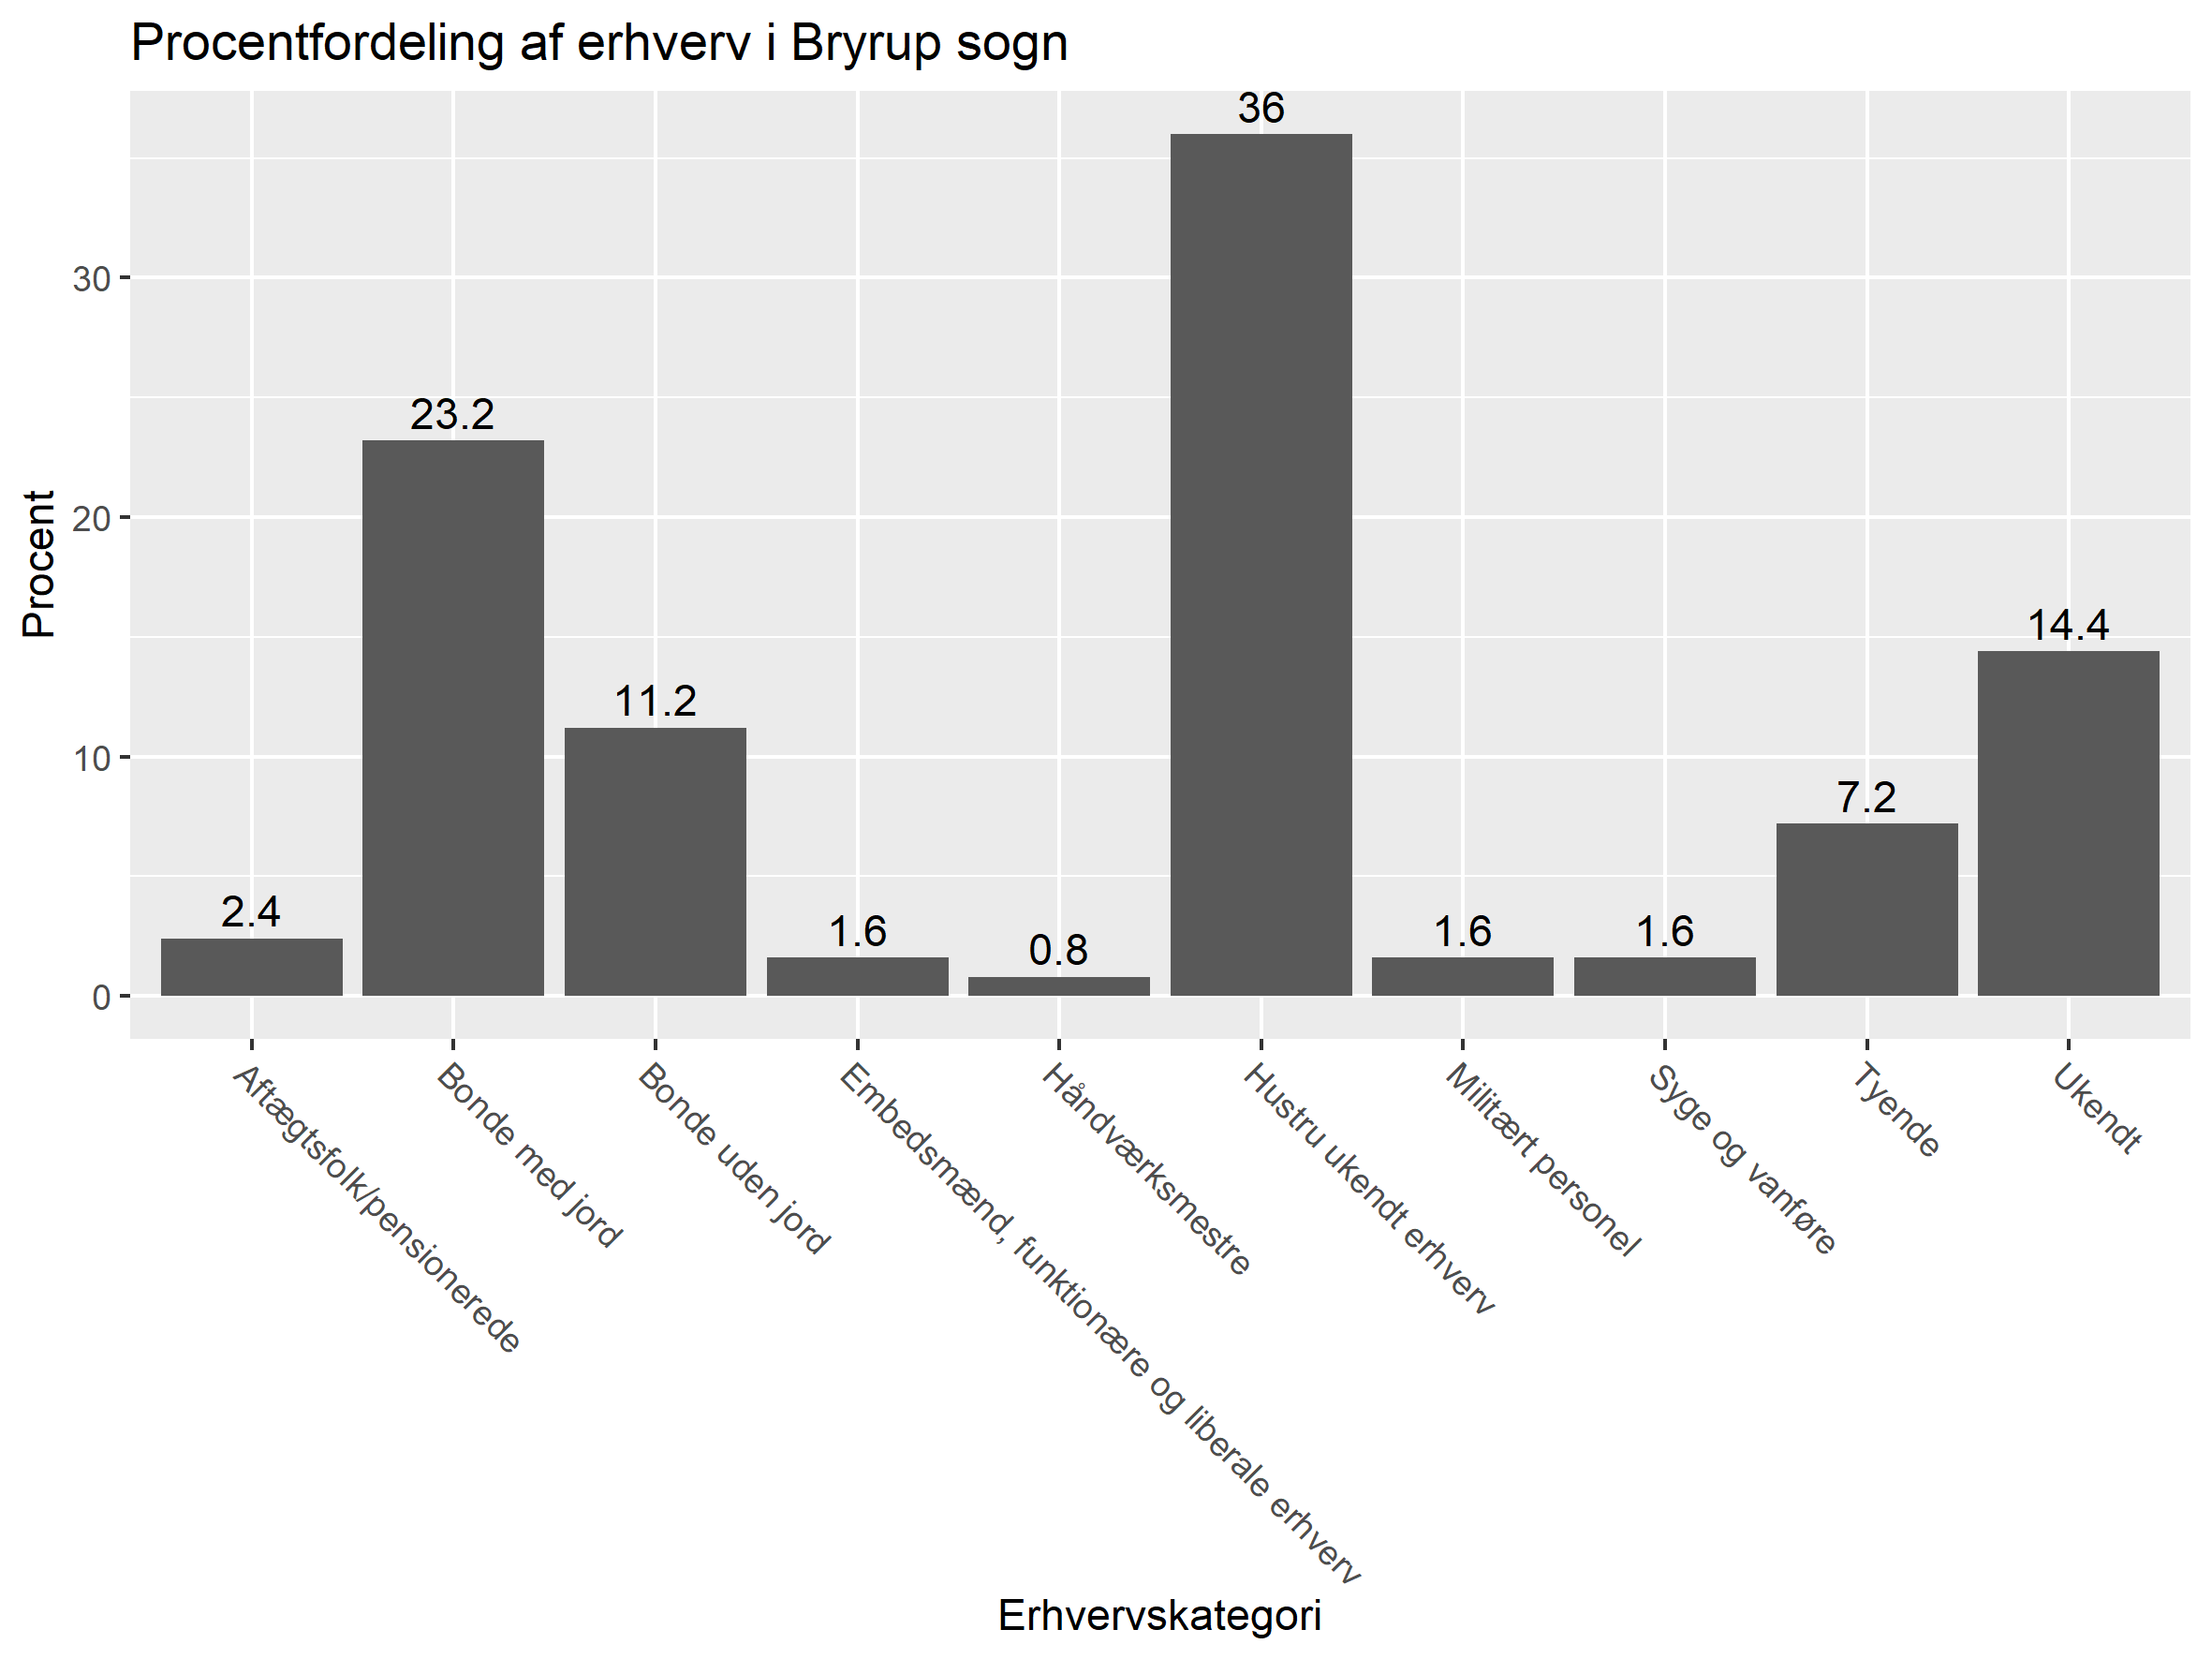 Procentfordeling af erhverv i Bryrup sogn
Procent
30
20
10
0
2.4
23.2
11.2
1.6
0.8
36
1.6
1.6
7.2
14.4
Aftægtsfolk/pensionerede
Bonde med jord
Bonde uden jord
Embedsmænd, funktionære og liberale erhverv
Håndværksmestre
Hustru ukendt erhverv
Militært personel
Syge og vanføre
Tyende
Ukendt
Erhvervskategori